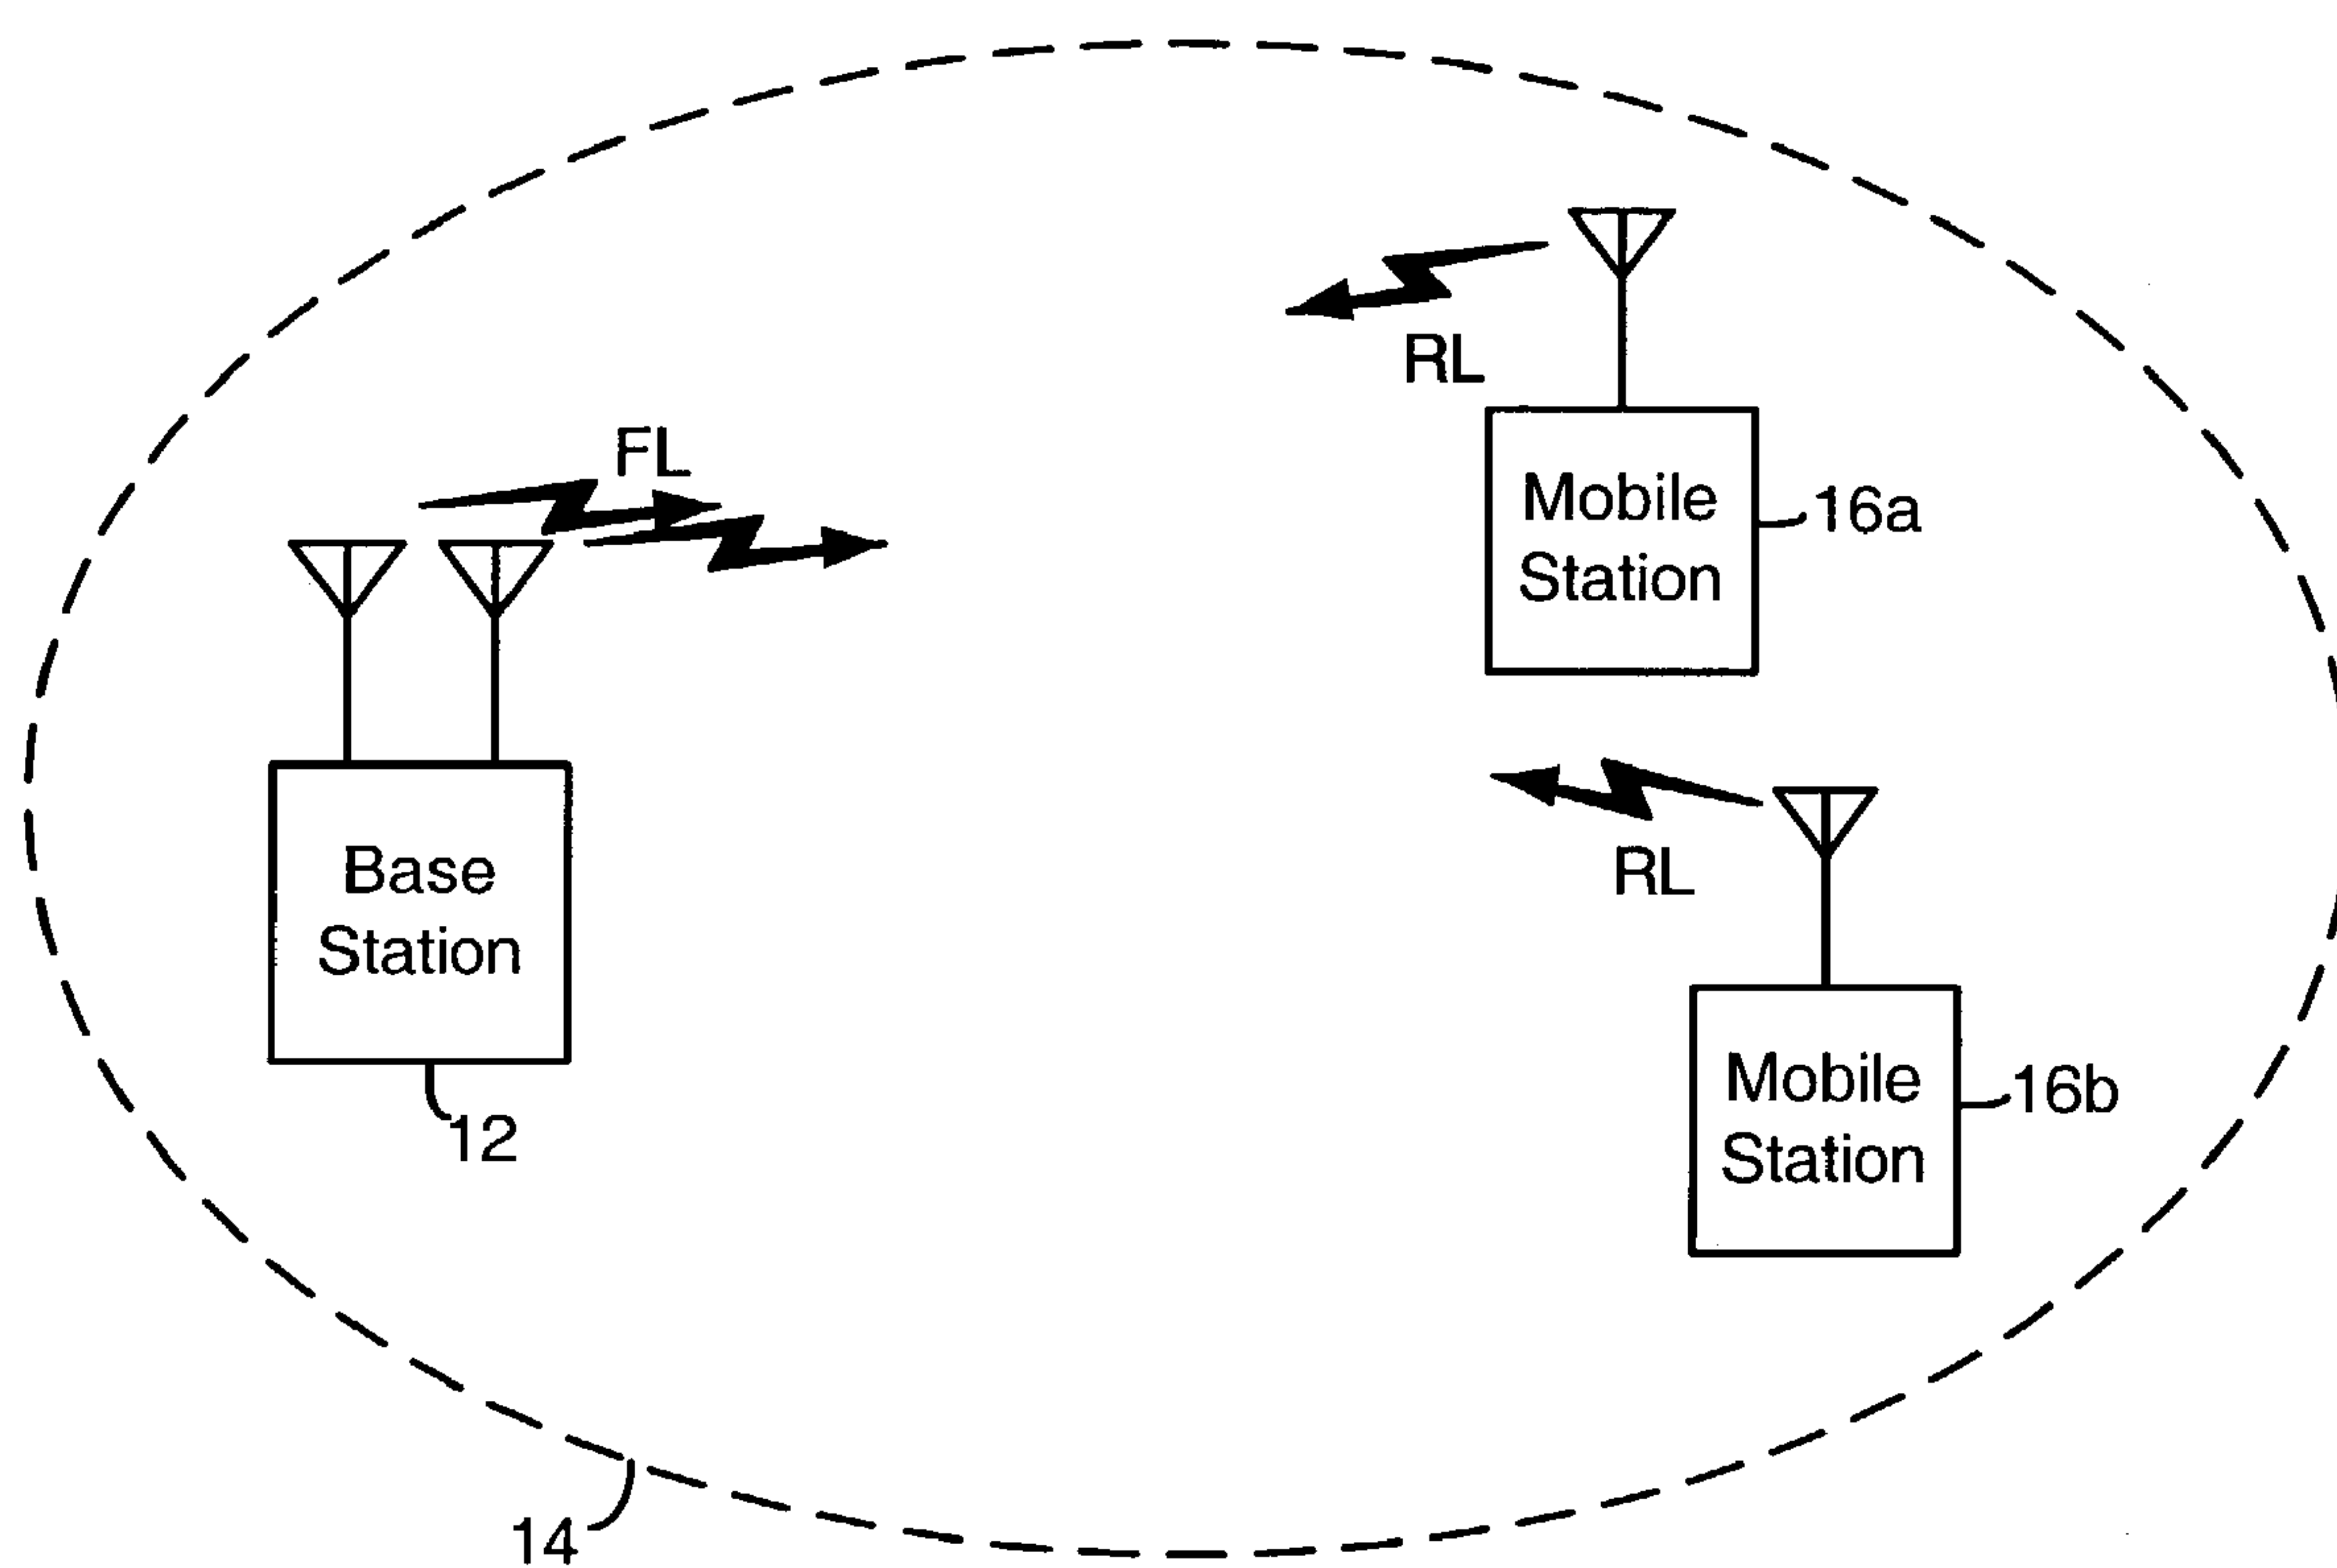 RL
FL
Mobile
Station
16a
Base
Station
12
RL
Mobile
Station
16b
14